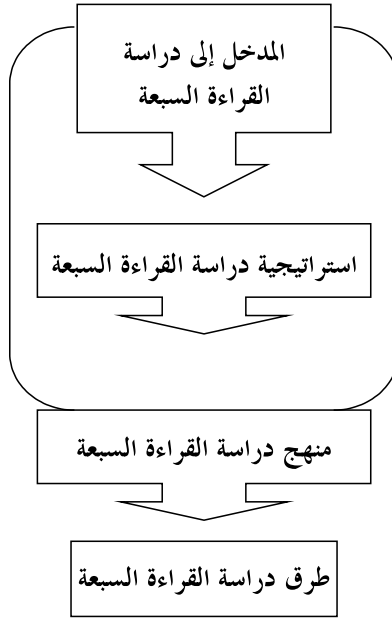 المدخل إلى دراسة
القراءة السبعة
استراتيجية دراسة القراءة السبعة
منهج دراسة القراءة السبعة
طرق دراسة القراءة السبعة